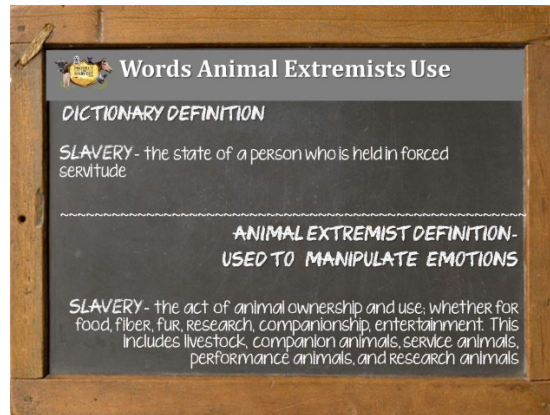 Words Animal Extremists Use
DICTIONARY DEFINITION
SLAVERY - the state of a person who is held in forced
servitude
~~~~~~~~~~~~~~~~~~~~~~~~~~~~~~~~~~~~~~~~~~~~~~~~~~~~~~
ANIMAL EXTREMIST DEFINITION-
USED TO MANIPULATE EMOTIONS
SLAVERY - the act of animal ownership and use; whether for
food, fiber, fur, research, companionship, entertainment. This
includes livestock, companion animals, service animals,
performance animals, and research animals